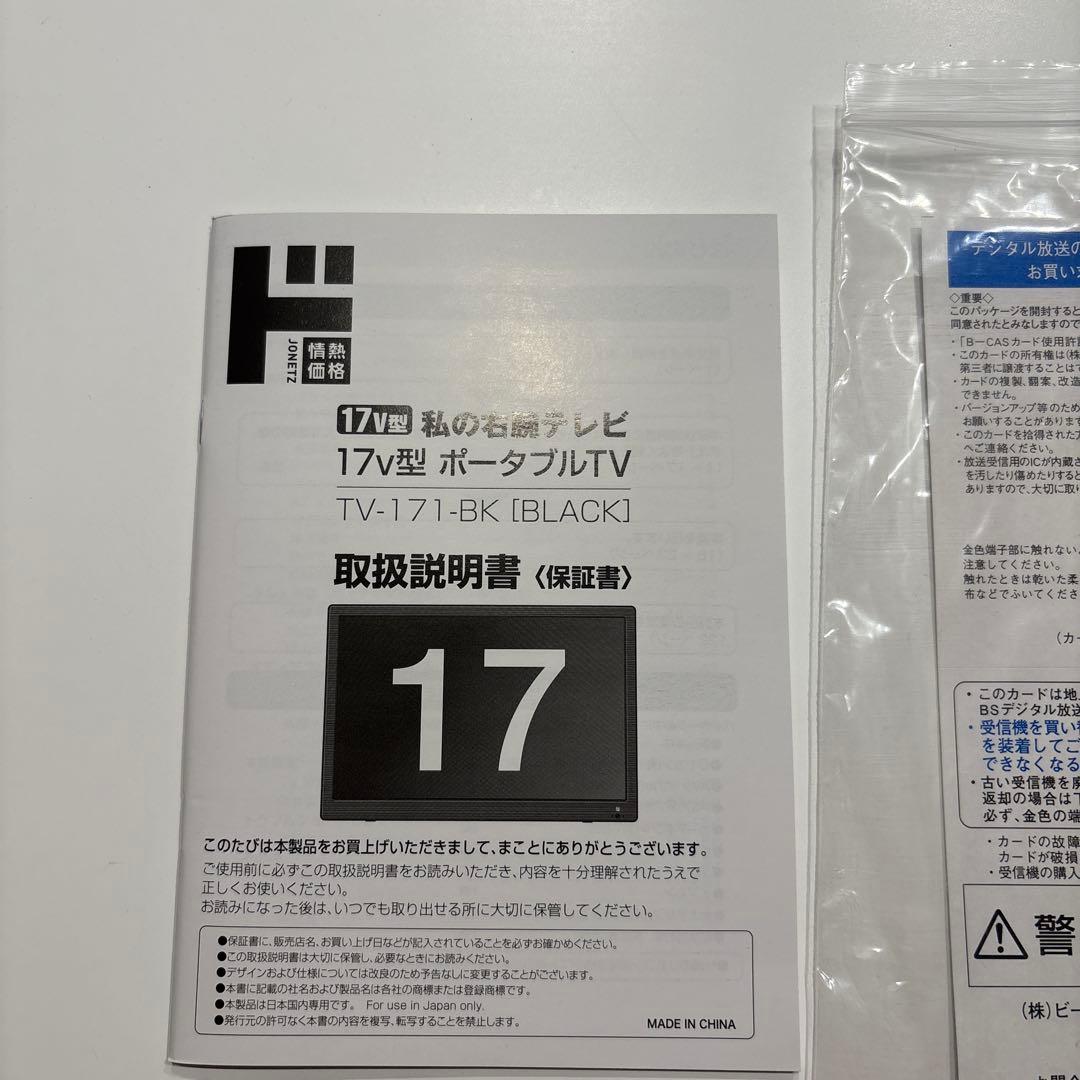 ド
JONETZ
情熱
価格
17V型 私の右腕テレビ
17v型 ポータブルTV
TV-171-BK [BLACK]
取扱説明書〈保証書〉
17
このたびは本製品をお買上げいただきまして、まことにありがとうございます。
ご使用前に必ずこの取扱説明書をお読みいただき、内容を十分理解されたうえで
正しくお使いください。
お読みになった後は、いつでも取り出せる所に大切に保管してください。
●保証書に、販売店名、お買い上げ日などが記入されていることを必ずお確かめください。
●この取扱説明書は大切に保管し、必要なときにお読みください。
●デザインおよび仕様については改良のため予告なしに変更することがございます。
●本書に記載の社名および製品名は各社の商標または登録商標です。
●本製品は日本国内専用です。 For use in Japan only.
●発行元の許可なく本書の内容を複写、転写することを禁止します。
MADE IN CHINA
デジタル放送の
お買い
◇重要◇
このパッケージを開封すると
同意されたとみなしますので
・「B－CASカード使用許
・このカードの所有権は(株
第三者に譲渡することは
・カードの複製、翻案、改造
できません。
・バージョンアップ等のため
お願いすることがあります
・このカードを拾得された
へご連絡ください。
・放送受信用のICが内蔵さ
を汚したり傷めたりすると
ありますので、大切に取り
金色端子部に触れない
注意してください。
触れたときは乾いた柔
布などでふいてくださ
(カー
・このカードは地
BSデジタル放送
・受信機を買い
を装着してご
できなくなる
・古い受信機を
返却の場合は
必ず、金色の端
・カードの故障
カードが破損
・受信機の購入
警
(株)ビー